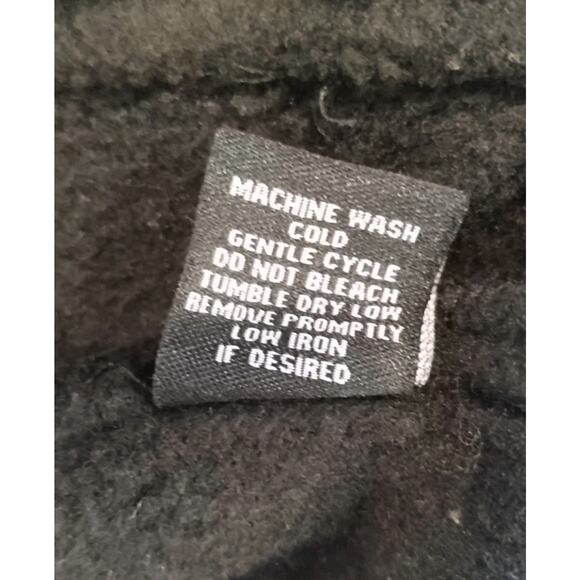 MACHINE WASH
COLD
GENTLE CYCLE
DO NOT BLEACH
TUMBLE DRY LOW
REMOVE PROMPTLY
LOW IRON
IF DESIRED